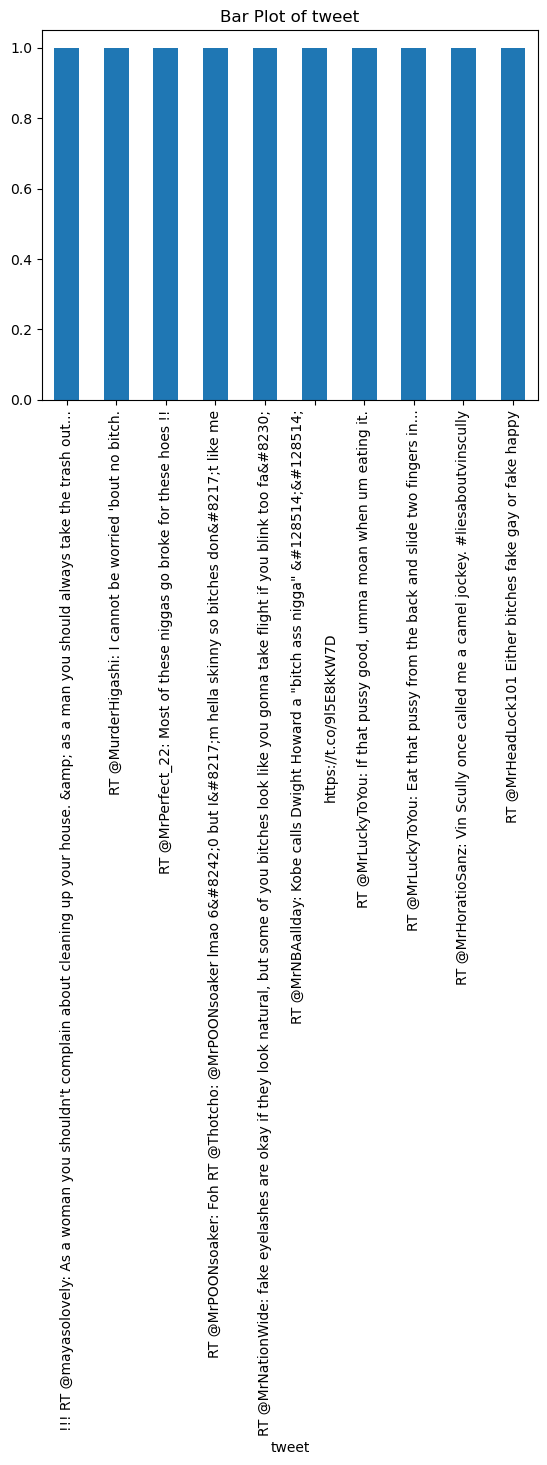 Bar Plot of tweet
1.0
0.8
0.6
0.4
0.2
0.0
!!! RT @mayasolovely: As a woman you shouldn't complain about cleaning up your house. &amp; as a man you should always take the trash out...
RT @MurderHigashi: I cannot be worried 'bout no bitch.
RT @MrPerfect_22: Most of these niggas go broke for these hoes !!
RT @MrPOONsoaker: Foh RT @Thotcho: @MrPOONsoaker lmao 6&#8242;0 but I&#8217;m hella skinny so bitches don&#8217;t like me
RT @MrNationWide: fake eyelashes are okay if they look natural, but some of you bitches look like you gonna take flight if you blink too fa&#8230;
RT @MrNBAallday: Kobe calls Dwight Howard a "bitch ass nigga" &#128514;&#128514;
https://t.co/9l5E8kKW7D
RT @MrLuckyToYou: If that pussy good, umma moan when um eating it.
RT @MrLuckyToYou: Eat that pussy from the back and slide two fingers in...
RT @MrHoratioSanz: Vin Scully once called me a camel jockey. #liesaboutvinscully
RT @MrHeadLock101 Either bitches fake gay or fake happy
tweet